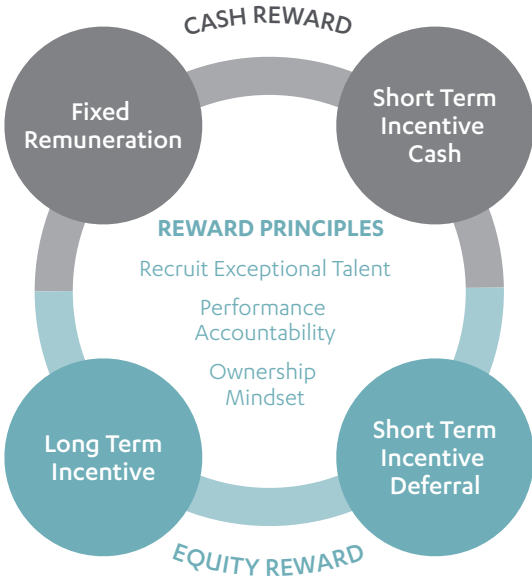 CASH REWARD
Fixed
Remuneration
Short Term
Incentive
Cash
REWARD PRINCIPLES
Recruit Exceptional Talent
Performance
Accountability
Ownership
Mindset
Long Term
Incentive
Short Term
Incentive
Deferral
EQUITY REWARD